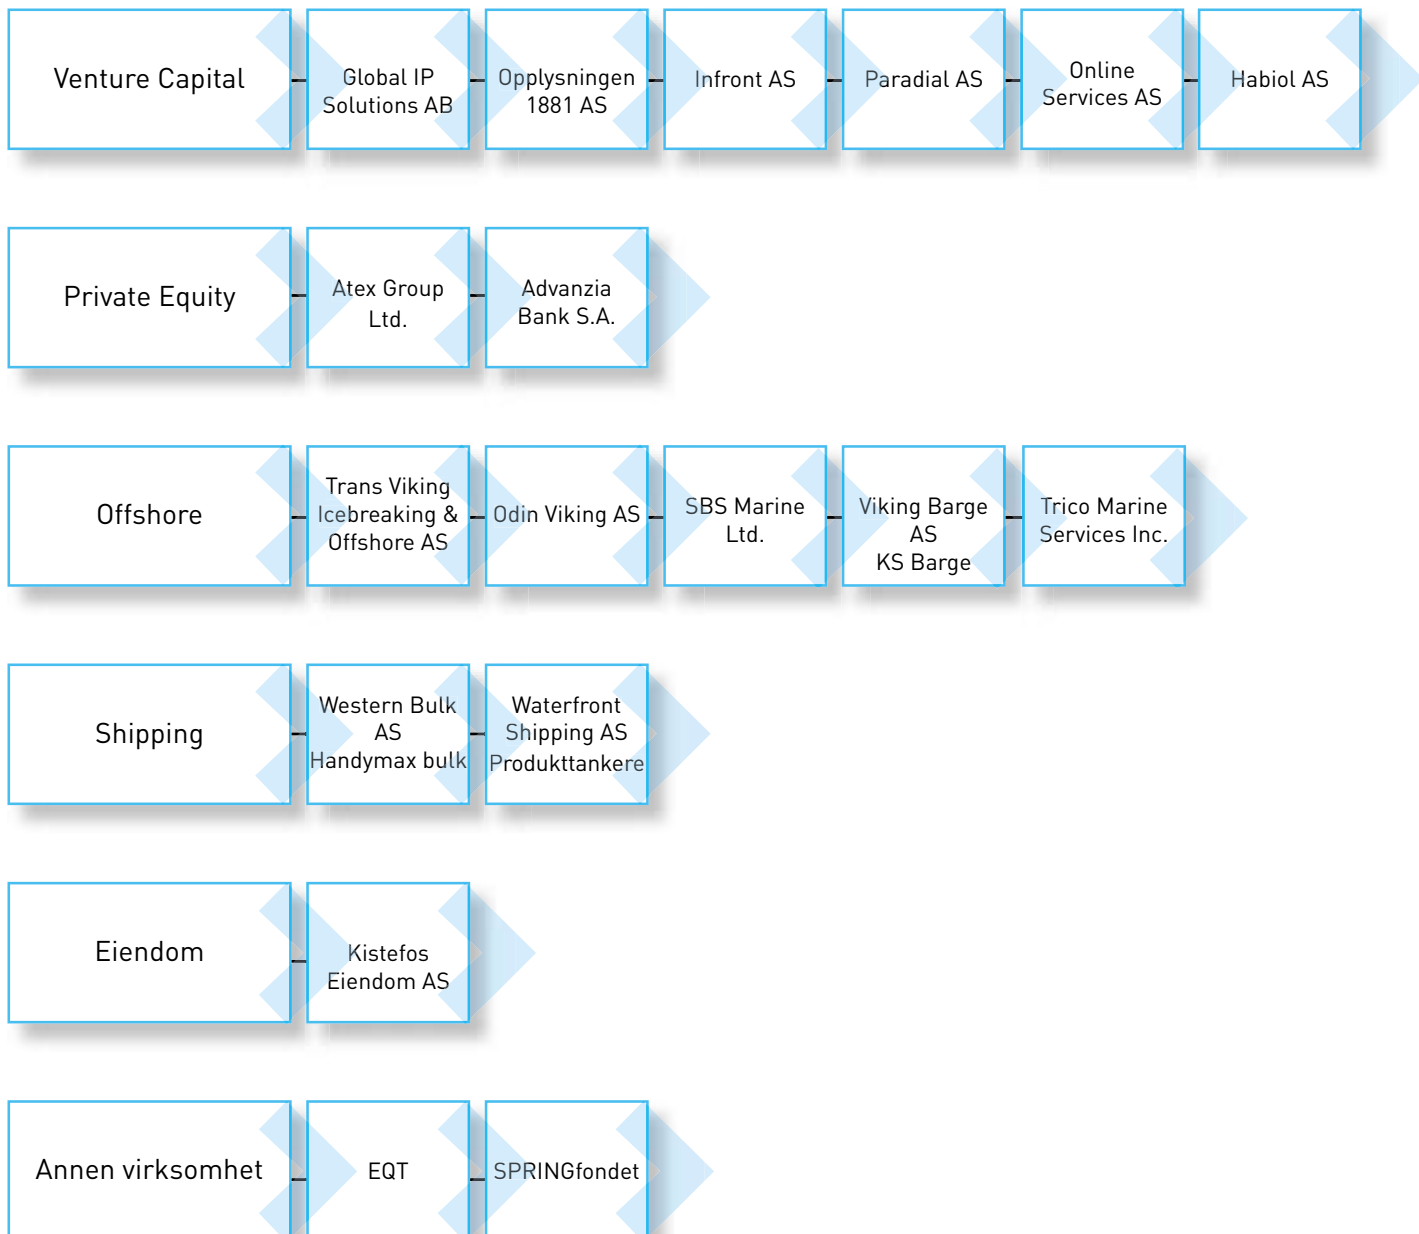 Venture Capital
Global IP
Solutions AB
Opplysningen
1881 AS
Infront AS
Paradial AS
Online
Services AS
Habiol AS
Private Equity
Atex Group
Ltd.
Advanzia
Bank S.A.
Offshore
Trans Viking
Icebreaking &
Offshore AS
Odin Viking AS
SBS Marine
Ltd.
Viking Barge
AS
KS Barge
Trico Marine
Services Inc.
Shipping
Western Bulk
AS
Handymax bulk
Waterfront
Shipping AS
Produkttankere
Eiendom
Kistefos
Eiendom AS
Annen virksomhet
EQT
SPRINGfondet